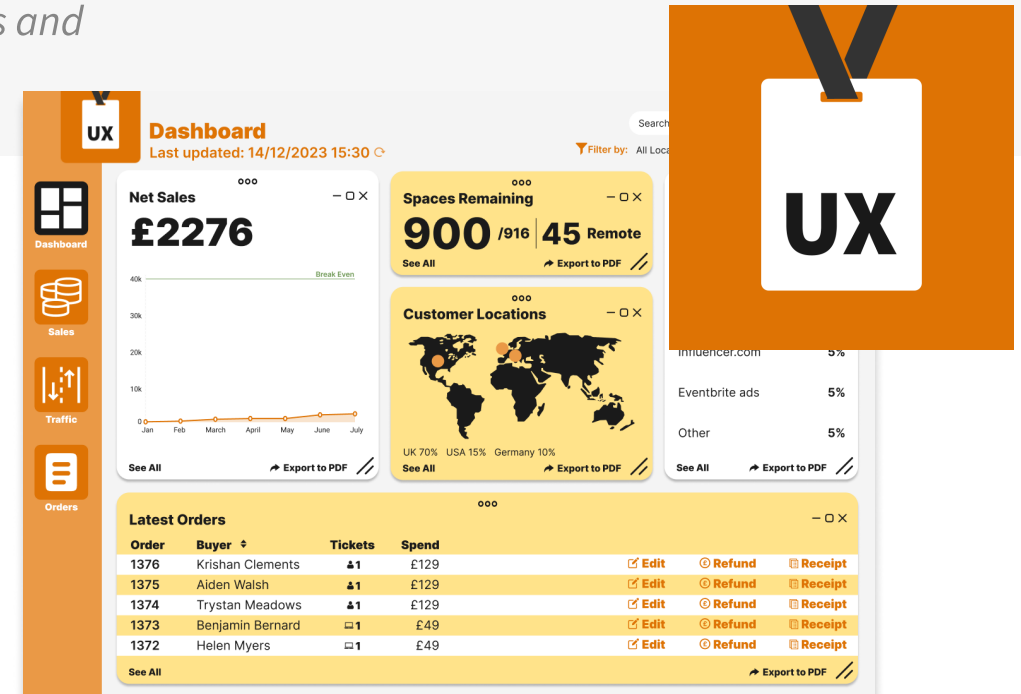 s and
UX
UX
Dashboard
Last updated: 14/12/2023 15:30
Search
Filter by: All Loca
Dashboard
Sales
Traffic
Orders
Net Sales
£2276
40k
Break Even
30k
20k
10k
0
Jan Feb March April May June July
See All Export to PDF
Spaces Remaining
900 /916 45 Remote
See All Export to PDF
Customer Locations
UK 70% USA 15% Germany 10%
See All Export to PDF
Influencer.com 5%
Eventbrite ads 5%
Other 5%
See All Export to PDF
Latest Orders
Order Buyer Tickets Spend
1376 Krishan Clements 1 £129 Edit Refund Receipt
1375 Aiden Walsh 1 £129 Edit Refund Receipt
1374 Trystan Meadows 1 £129 Edit Refund Receipt
1373 Benjamin Bernard 1 £49 Edit Refund Receipt
1372 Helen Myers 1 £49 Edit Refund Receipt
See All Export to PDF